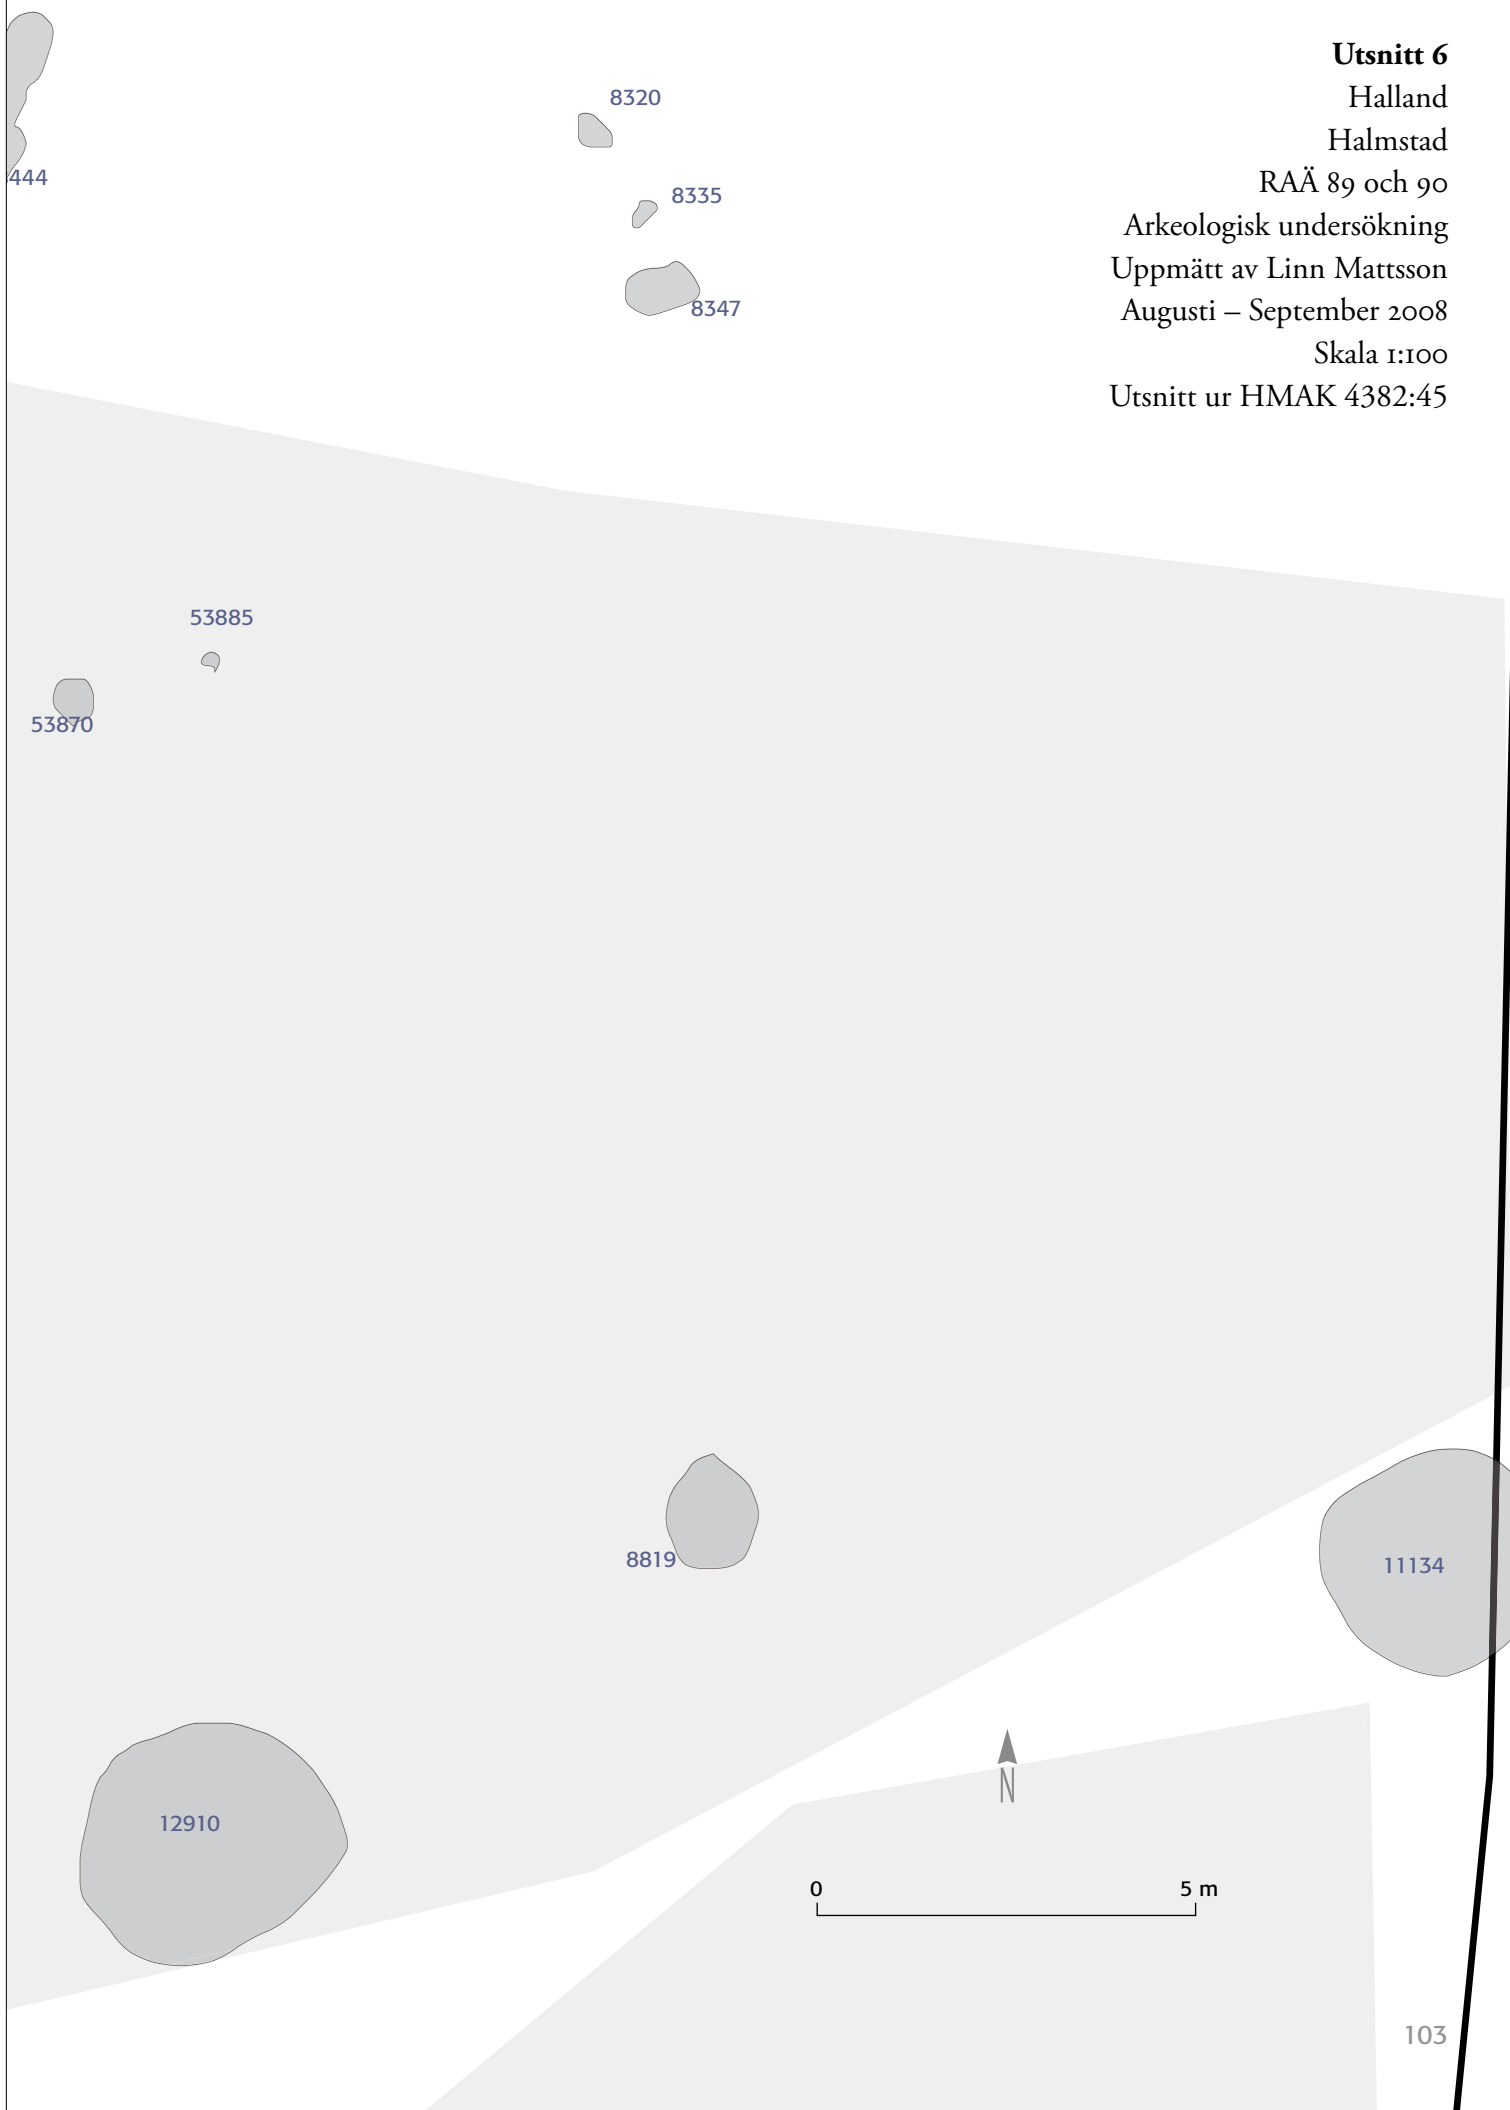 Utsnitt 6
Halland
Halmstad
RAÄ 89 och 90
Arkeologisk undersökning
Uppmätt av Linn Mattsson
Augusti – September 2008
Skala 1:100
Utsnitt ur HMAK 4382:45
8320
444
8335
8347
53885
53870
8819
11134
12910
N
0 5 m
103